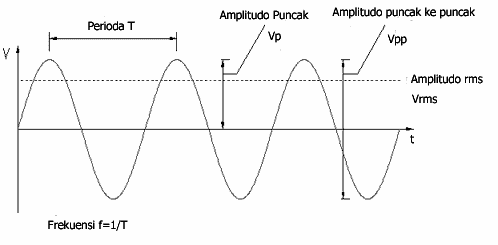 Perioda T
Amplitudo Puncak
Vp
Amplitudo puncak ke puncak
Vpp
V
Amplitudo rms
Vrms
t
Frekuensi f=1/T